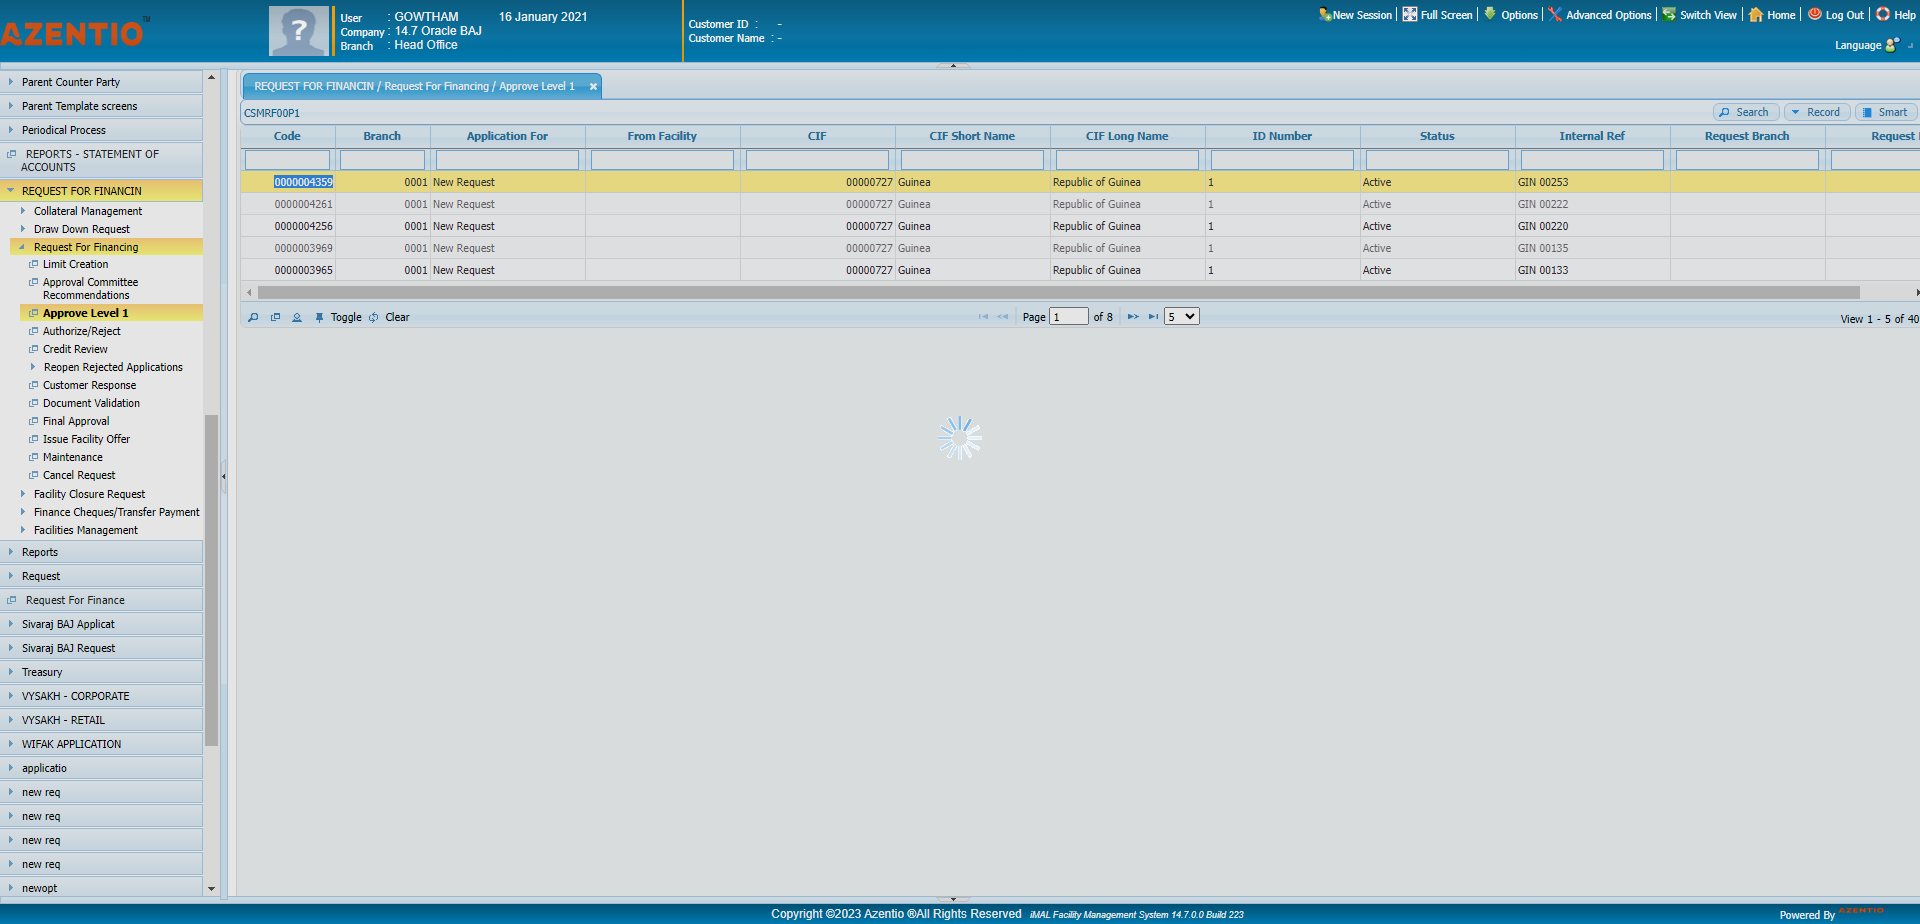 AZENTIO™
User : GOWTHAM 16 January 2021
Company : 14.7 Oracle BAJ
Branch : Head Office
Customer ID : -
Customer Name : -
New Session Full Screen Options Advanced Options Switch View Home Log Out Help
Language
Parent Counter Party
Parent Template screens
Periodical Process
REPORTS - STATEMENT OF
ACCOUNTS
REQUEST FOR FINANCIN
Collateral Management
Draw Down Request
Request For Financing
Limit Creation
Approval Committee
Recommendations
Approve Level 1
Authorize/Reject
Credit Review
Reopen Rejected Applications
Customer Response
Document Validation
Final Approval
Issue Facility Offer
Maintenance
Cancel Request
Facility Closure Request
Finance Cheques/Transfer Payment
Facilities Management
Reports
Request
Request For Finance
Sivaraj BAJ Applicat
Sivaraj BAJ Request
Treasury
VYSAKH - CORPORATE
VYSAKH - RETAIL
WIFAK APPLICATION
applicatio
new req
new req
new req
new req
newopt
REQUEST FOR FINANCIN / Request For Financing / Approve Level 1
CSMRF00P1
Search Record Smart
Code Branch Application For From Facility CIF CIF Short Name CIF Long Name ID Number Status Internal Ref Request Branch Request
0000004359 0001 New Request 00000727 Guinea Republic of Guinea 1 Active GIN 00253
0000004261 0001 New Request 00000727 Guinea Republic of Guinea 1 Active GIN 00222
0000004256 0001 New Request 00000727 Guinea Republic of Guinea 1 Active GIN 00220
0000003969 0001 New Request 00000727 Guinea Republic of Guinea 1 Active GIN 00135
0000003965 0001 New Request 00000727 Guinea Republic of Guinea 1 Active GIN 00133
Toggle Clear Page 1 of 8 5 View 1 - 5 of 40
Copyright ©2023 Azentio ®All Rights Reserved iMAL Facility Management System 14.7.0.0 Build 223
Powered By AZENTIO